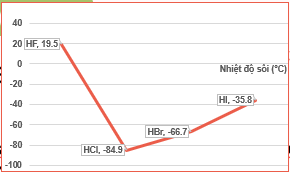 40
20
0
-20
-40
-60
-80
-100
HF, 19.5
Nhiệt độ sôi (°C)
HI, -35.8
HBr, -66.7
HCl, -84.9